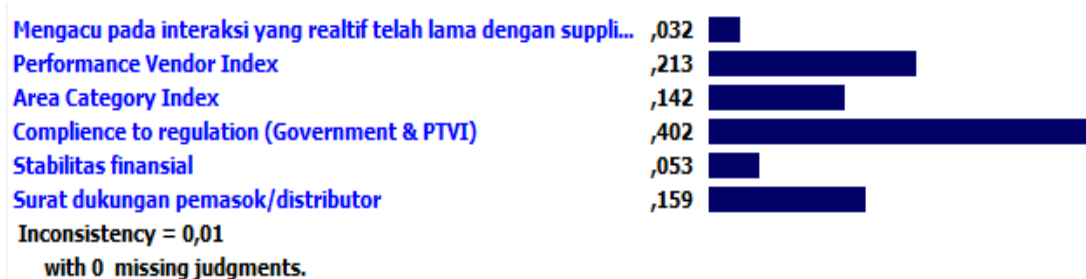 Mengacu pada interaksi yang realtif telah lama dengan suppli... ,032
Performance Vendor Index ,213
Area Category Index ,142
Complience to regulation (Government & PTVI) ,402
Stabilitas finansial ,053
Surat dukungan pemasok/distributor ,159
Inconsistency = 0,01
with 0 missing judgments.